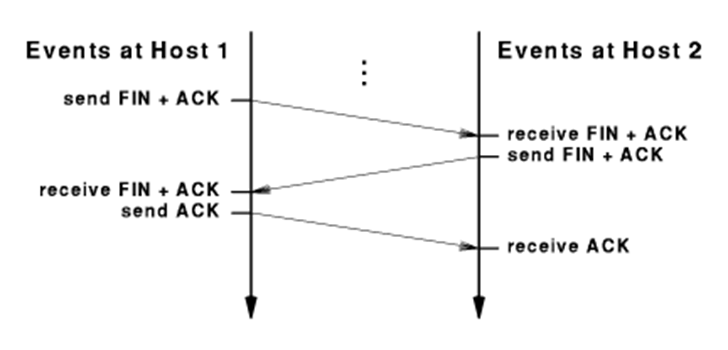 Events at Host 1
Events at Host 2
send FIN + ACK
receive FIN + ACK
send FIN + ACK
receive FIN + ACK
send ACK
receive ACK